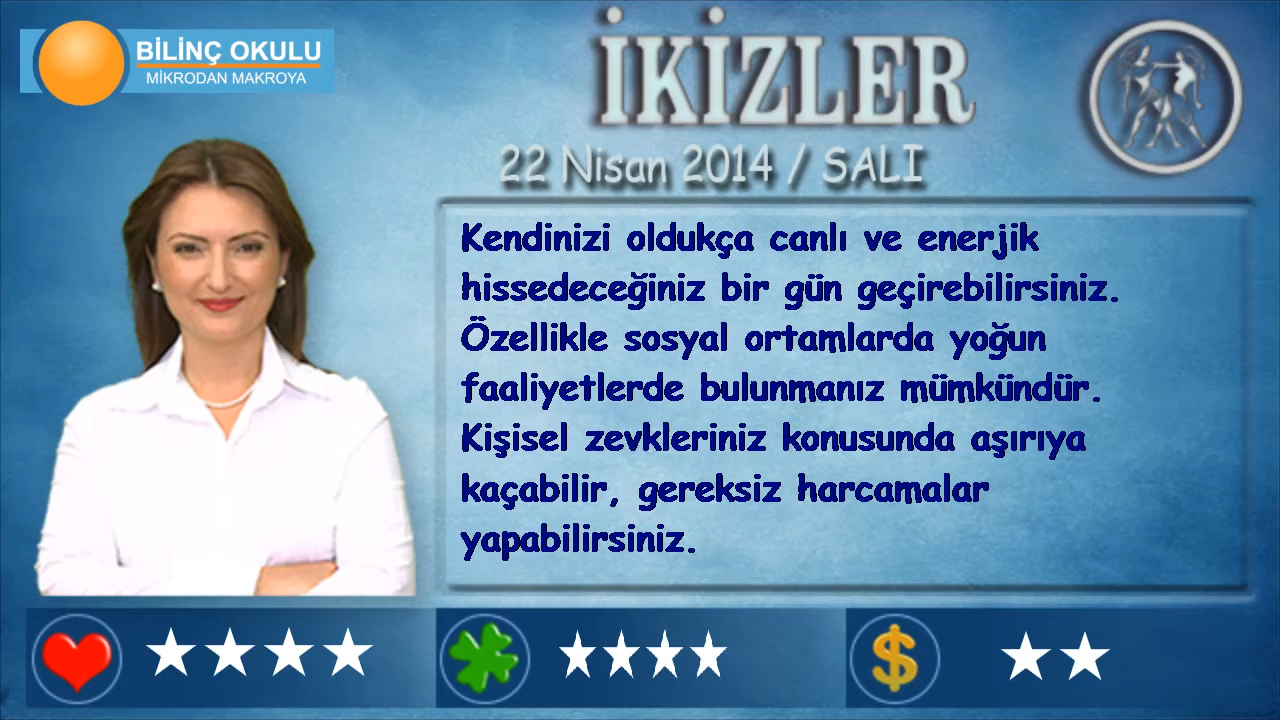 BİLİNÇ OKULU
MİKRODAN MAKROYA
İKİZLER
22 Nisan 2014 / SALI
Kendinizi oldukça canlı ve enerjik
hissedeceğiniz bir gün geçirebilirsiniz.
Özellikle sosyal ortamlarda yoğun
faaliyetlerde bulunmanız mümkündür.
Kişisel zevkleriniz konusunda aşırıya
kaçabilir, gereksiz harcamalar
yapabilirsiniz.
$